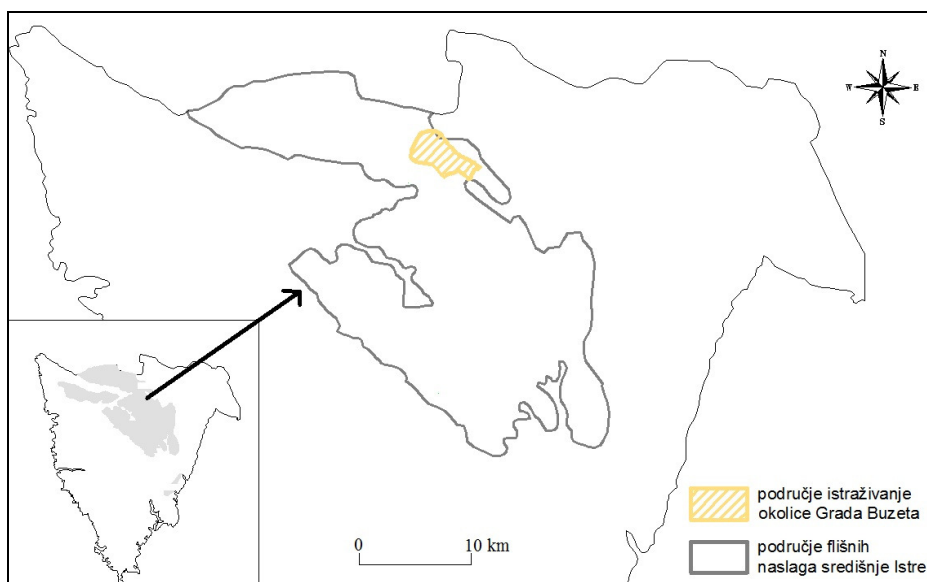 N
W E
S
0 10 km
područje istraživanje
okolice Grada Buzeta
područje flišnih
naslaga središnje Istre